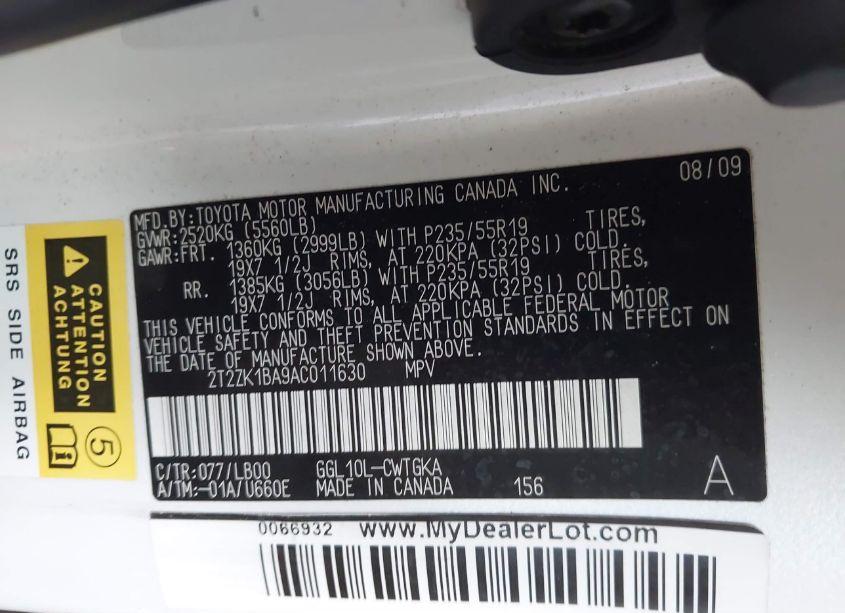 MFD.BY:TOYOTA MOTOR MANUFACTURING CANADA INC. 08/09
GVWR:2520KG (5560LB)
GAWR:FRT. 1360KG (2999LB) WITH P235/55R19 TIRES,
19X7 1/2J RIMS, AT 220KPA (32PSI) COLD.
RR. 1385KG (3056LB) WITH P235/55R19 TIRES,
19X7 1/2J RIMS, AT 220KPA (32PSI) COLD.
THIS VEHICLE CONFORMS TO ALL APPLICABLE FEDERAL MOTOR
VEHICLE SAFETY AND THEFT PREVENTION STANDARDS IN EFFECT ON
THE DATE OF MANUFACTURE SHOWN ABOVE.
2T2ZK1BA9AC011630 MPV
C/TR:077/LB00 GGL10L-CWTGKA
A/TM:-01A/U660E MADE IN CANADA 156
A
0066932 www.MyDealerLot.com
CAUTION
ATTENTION
ACHTUNG
5
SRS SIDE AIRBAG